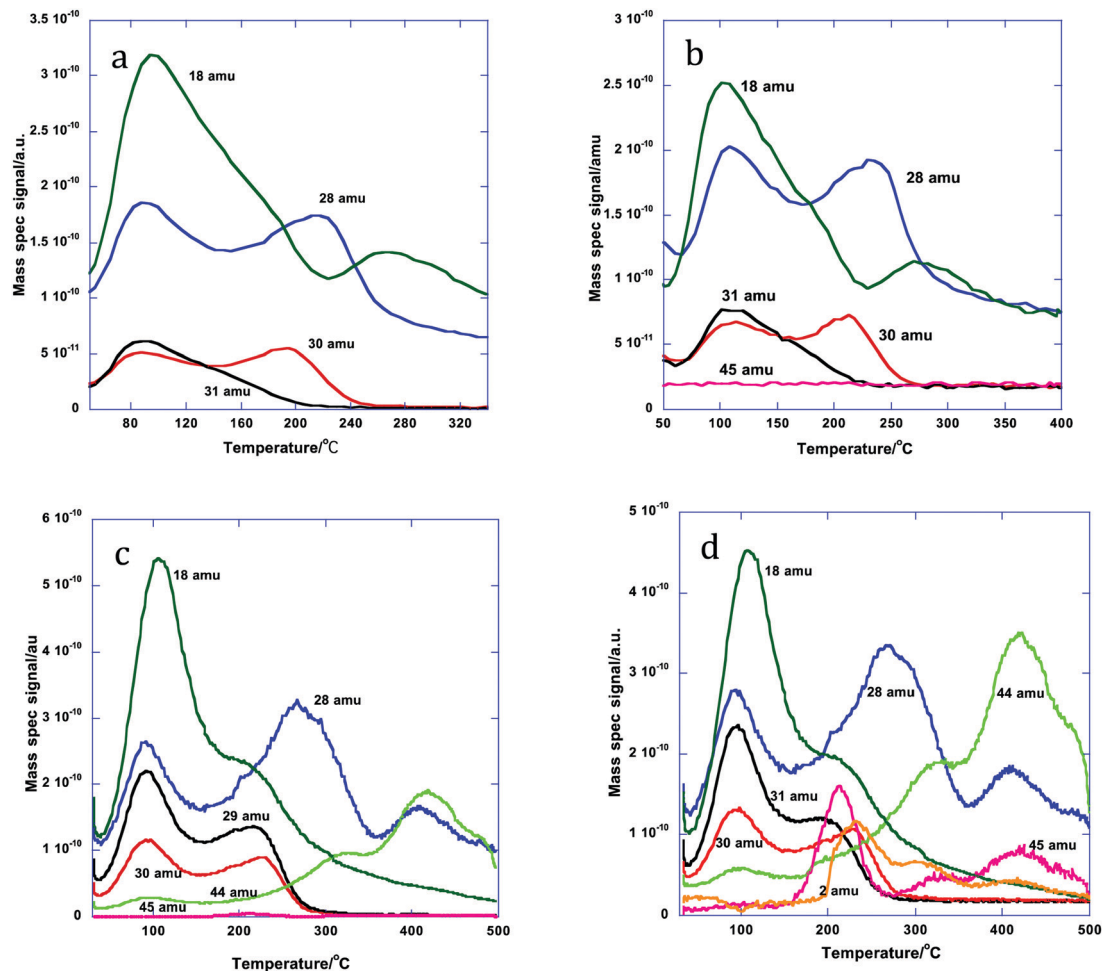 a
3.5 10-10
3 10-10
2.5 10-10
2 10-10
1.5 10-10
1 10-10
5 10-11
0
Mass spec signal/a.u.
18 amu
28 amu
30 amu
31 amu
80
120
160
200
240
280
320
Temperature/°C
b
3 10-10
2.5 10-10
2 10-10
1.5 10-10
1 10-10
5 10-11
0
Mass spec signal/amu
18 amu
28 amu
31 amu
30 amu
45 amu
50
100
150
200
250
300
350
400
Temperature/°C
c
6 10-10
5 10-10
4 10-10
3 10-10
2 10-10
1 10-10
0
Mass spec signal/au
18 amu
28 amu
29 amu
30 amu
44 amu
45 amu
100
200
300
400
500
Temperature/°C
d
5 10-10
4 10-10
3 10-10
2 10-10
1 10-10
0
Mass spec signal/a.u.
18 amu
28 amu
44 amu
31 amu
30 amu
45 amu
2 amu
100
200
300
400
500
Temperature/°C